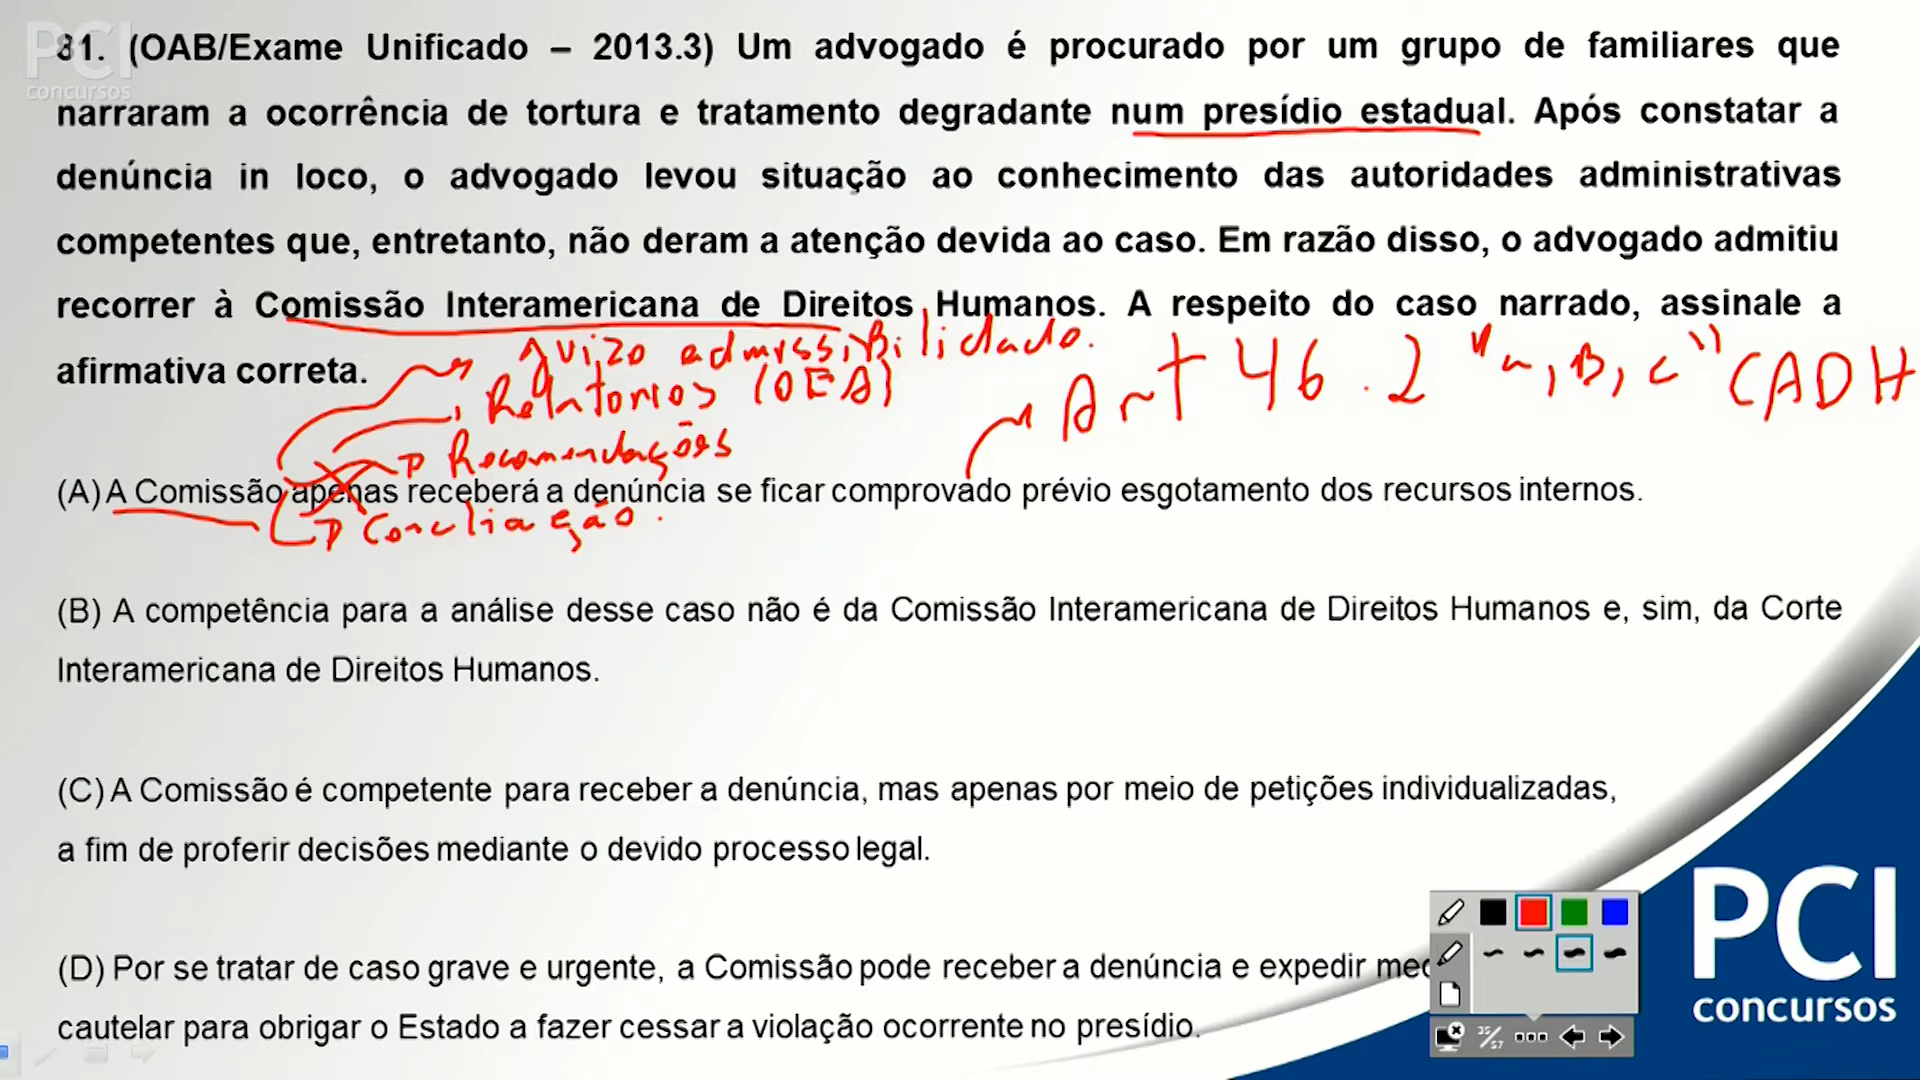 PCI
concursos
81. (OAB/Exame Unificado – 2013.3) Um advogado é procurado por um grupo de familiares que
narraram a ocorrência de tortura e tratamento degradante num presídio estadual. Após constatar a
denúncia in loco, o advogado levou situação ao conhecimento das autoridades administrativas
competentes que, entretanto, não deram a atenção devida ao caso. Em razão disso, o advogado admitiu
recorrer à Comissão Interamericana de Direitos Humanos. A respeito do caso narrado, assinale a
afirmativa correta.
admissibilidade.
Relatorios (OEA)
Art 46.2 "a, B, c" CADH
Recomendações
(A) A Comissão apenas receberá a denúncia se ficar comprovado prévio esgotamento dos recursos internos.
Conciliação.
(B) A competência para a análise desse caso não é da Comissão Interamericana de Direitos Humanos e, sim, da Corte
Interamericana de Direitos Humanos.
(C) A Comissão é competente para receber a denúncia, mas apenas por meio de petições individualizadas,
a fim de proferir decisões mediante o devido processo legal.
(D) Por se tratar de caso grave e urgente, a Comissão pode receber a denúncia e expedir
cautelar para obrigar o Estado a fazer cessar a violação ocorrente no presídio.
PCI
concursos
35/57